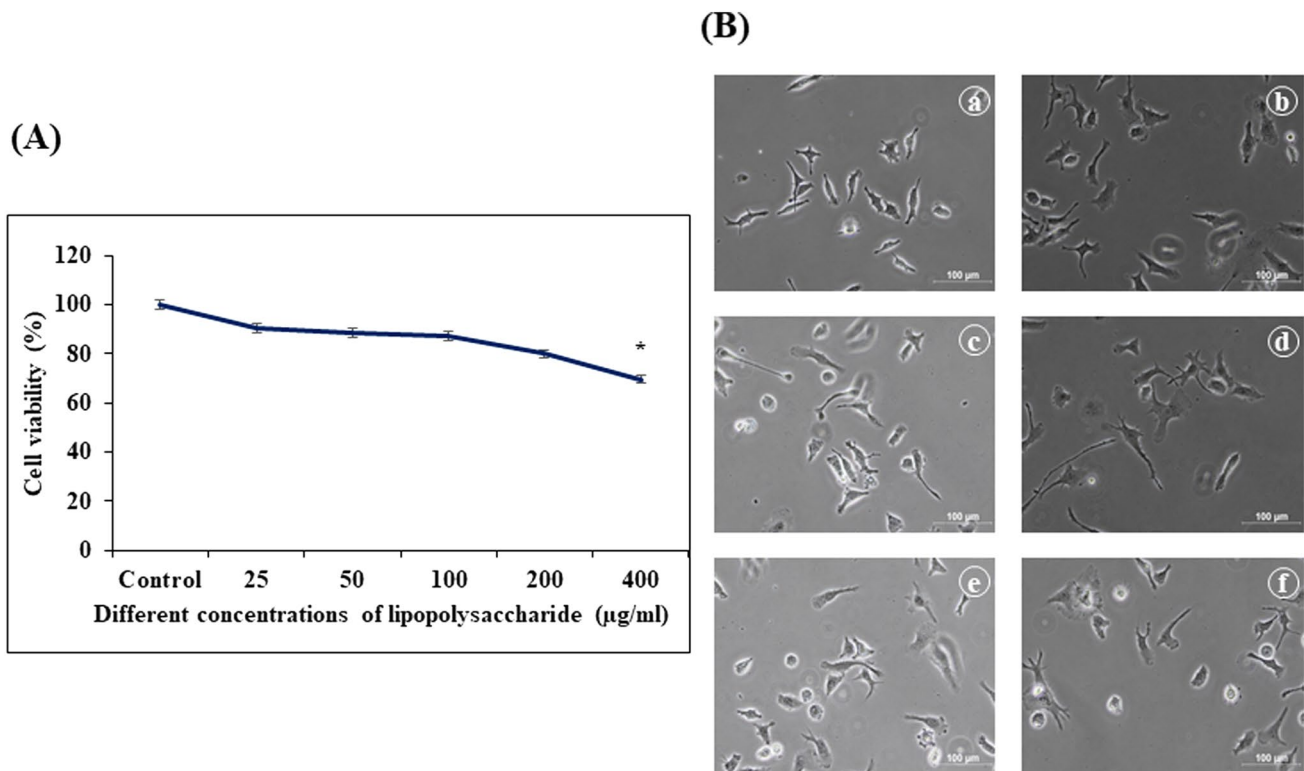 (A)
Cell viability (%)
120
100
80
60
40
20
0
*
Control 25 50 100 200 400
Different concentrations of lipopolysaccharide (µg/ml)
(B)
a
100 µm
b
100 µm
c
100 µm
d
100 µm
e
100 µm
f
100 µm